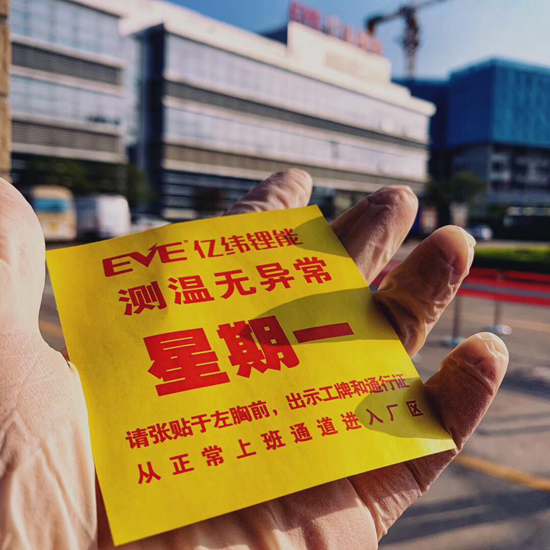 EVE® 亿纬锂能
测温无异常
星期一
请张贴于左胸前，出示工牌和通行证
从正常上班通道进入厂区